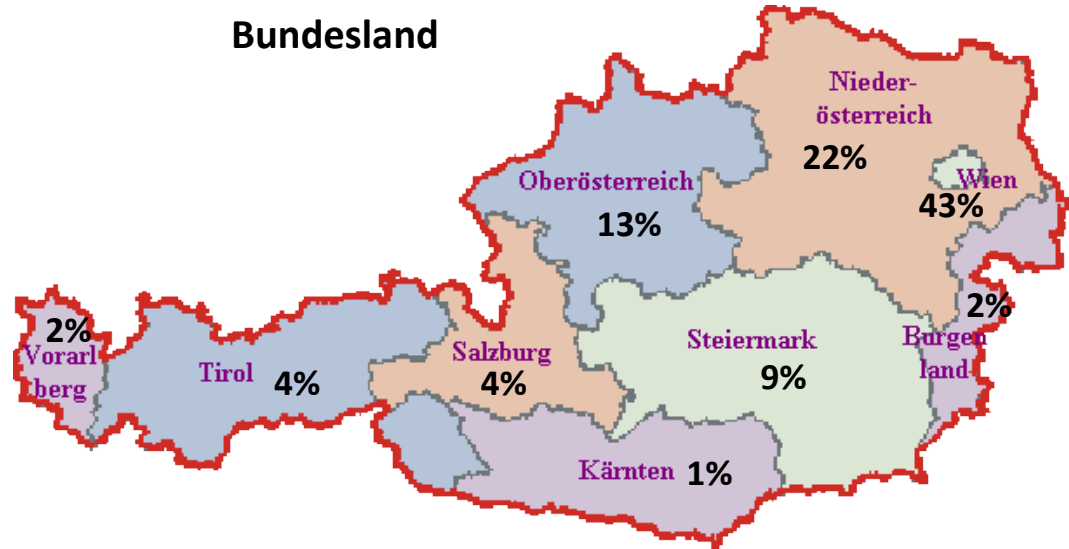 Bundesland
Nieder-
österreich
22%
Wien
43%
Oberösterreich
13%
2%
Vorarl
berg
Tirol 4%
Salzburg
4%
Steiermark
9%
2%
Burgen
land-
Kärnten 1%